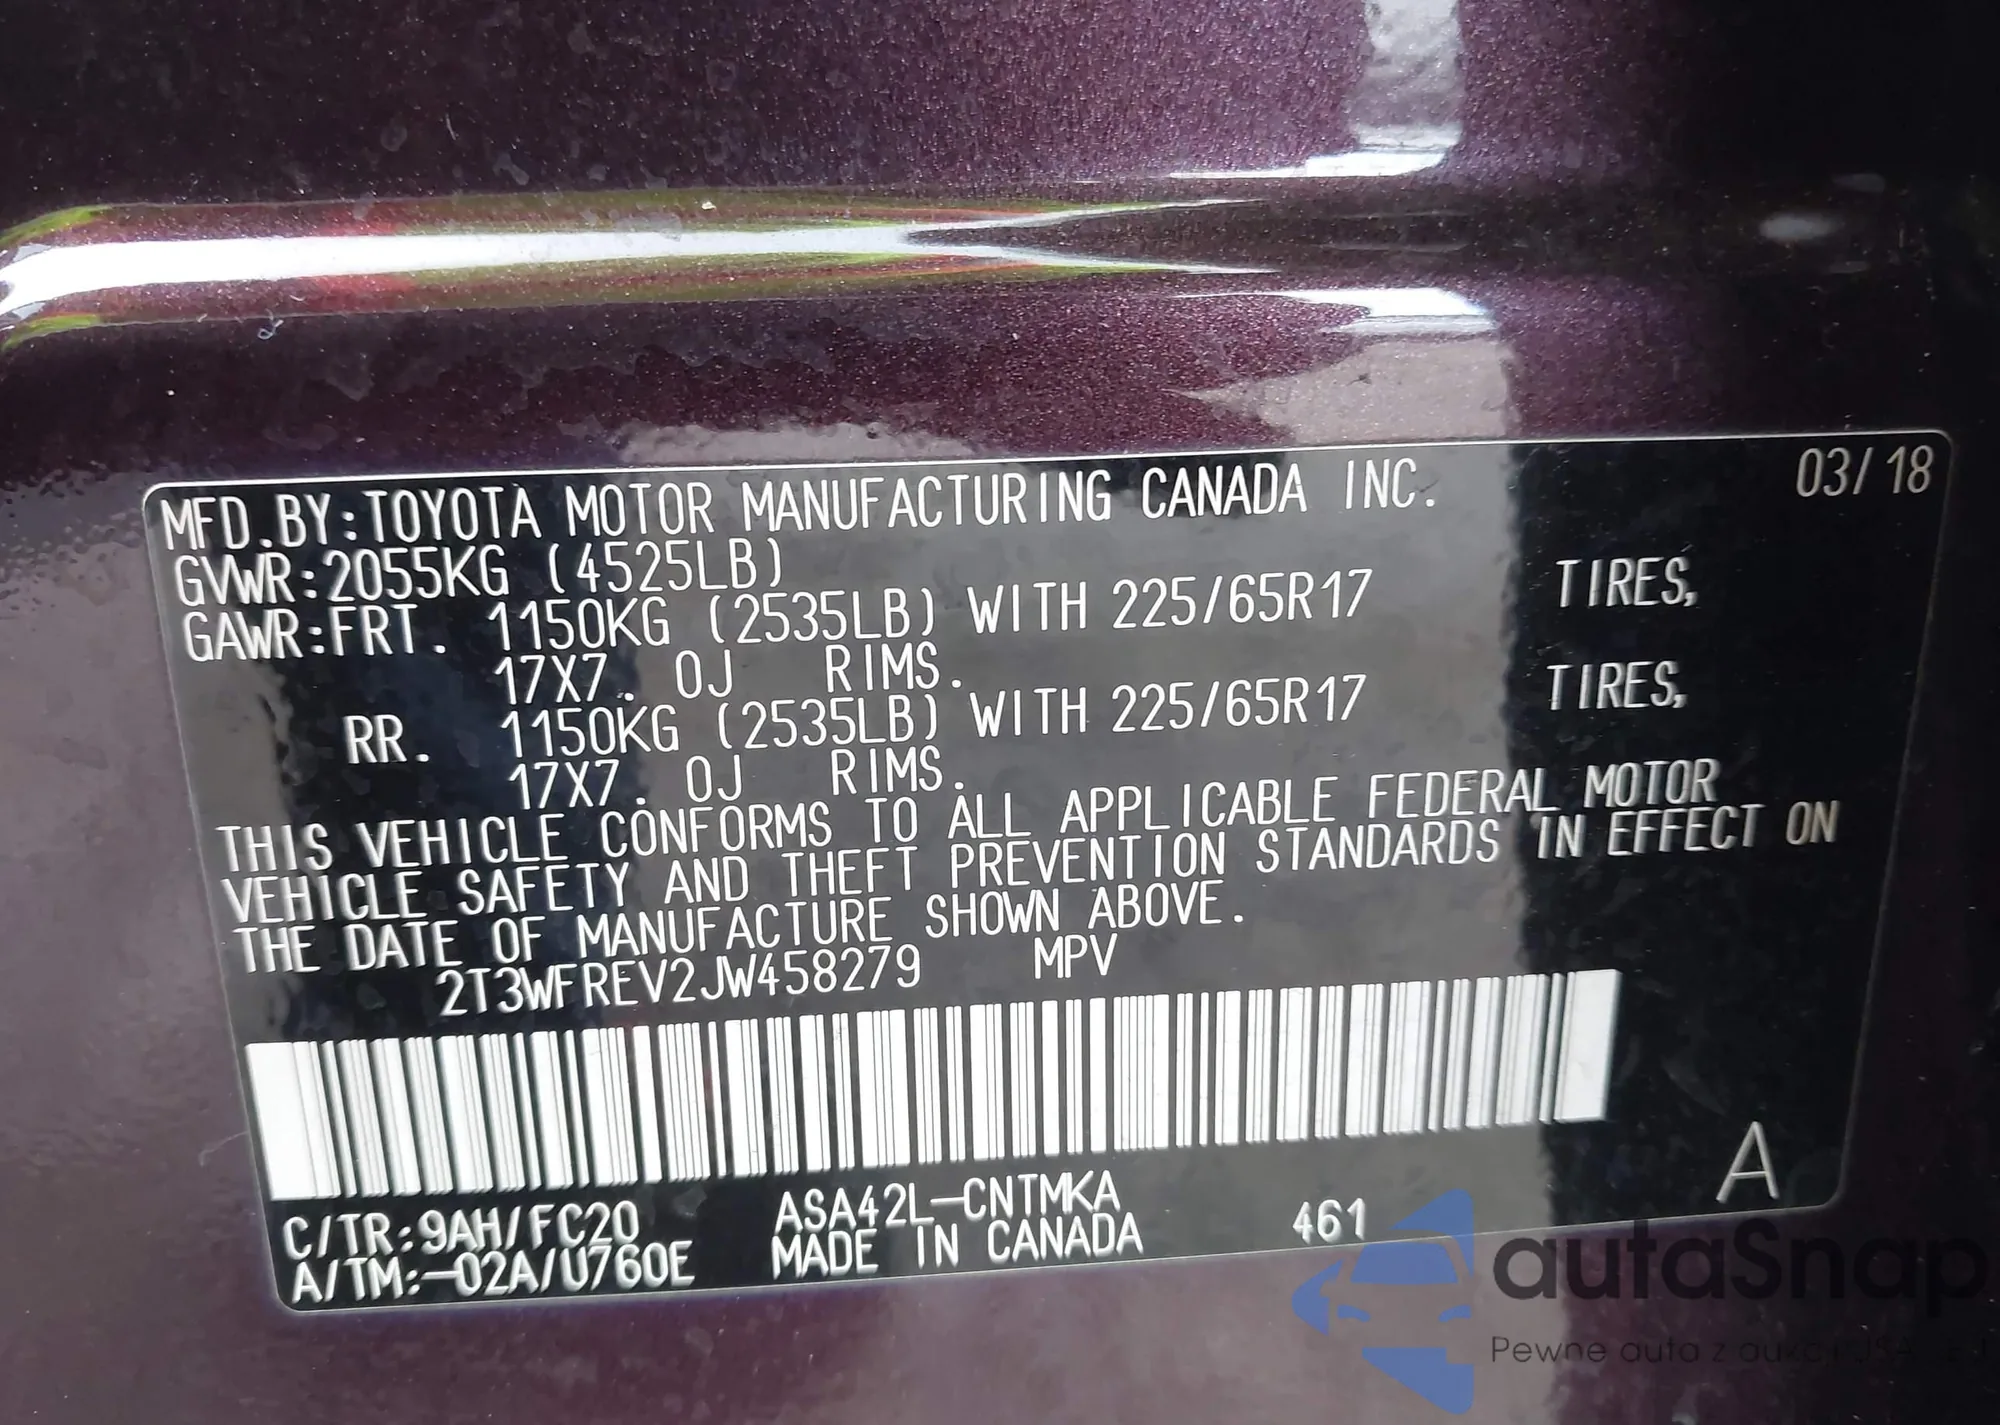 03/18
MFD.BY:TOYOTA MOTOR MANUFACTURING CANADA INC.
GVWR:2055KG (4525LB)
GAWR:FRT. 1150KG (2535LB) WITH 225/65R17 TIRES,
17X7.0J RIMS.
RR. 1150KG (2535LB) WITH 225/65R17 TIRES,
17X7.0J RIMS.
THIS VEHICLE CONFORMS TO ALL APPLICABLE FEDERAL MOTOR
VEHICLE SAFETY AND THEFT PREVENTION STANDARDS IN EFFECT ON
THE DATE OF MANUFACTURE SHOWN ABOVE.
2T3WFREV2JW458279 MPV
A
C/TR:9AH/FC20 ASA42L-CNTMKA 461
A/TM:-02A/U760E MADE IN CANADA
autaSnap
Pewne auta z